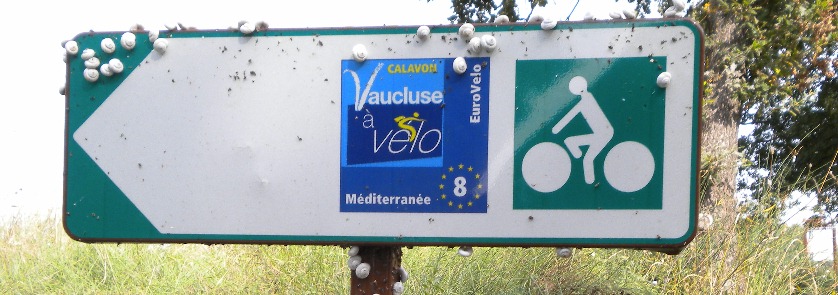 CALAVON
Vaucluse
à
vélo
EuroVelo
Méditerranée
8